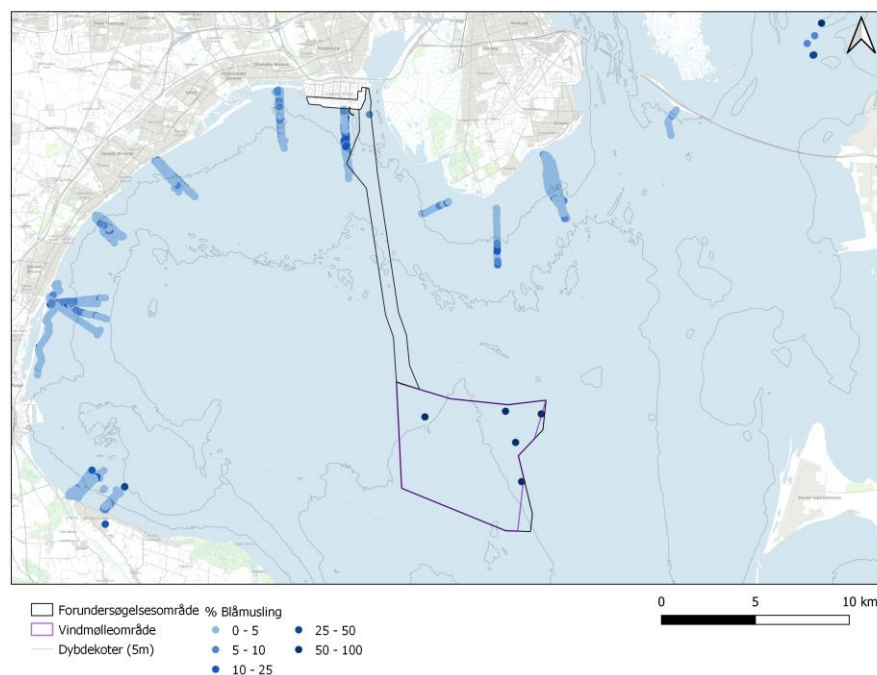 Forundersøgelsesområde
Vindmølleområde
Dybdekoter (5m)
% Blåmusling
0 - 5
5 - 10
10 - 25
25 - 50
50 - 100
0 5 10 km